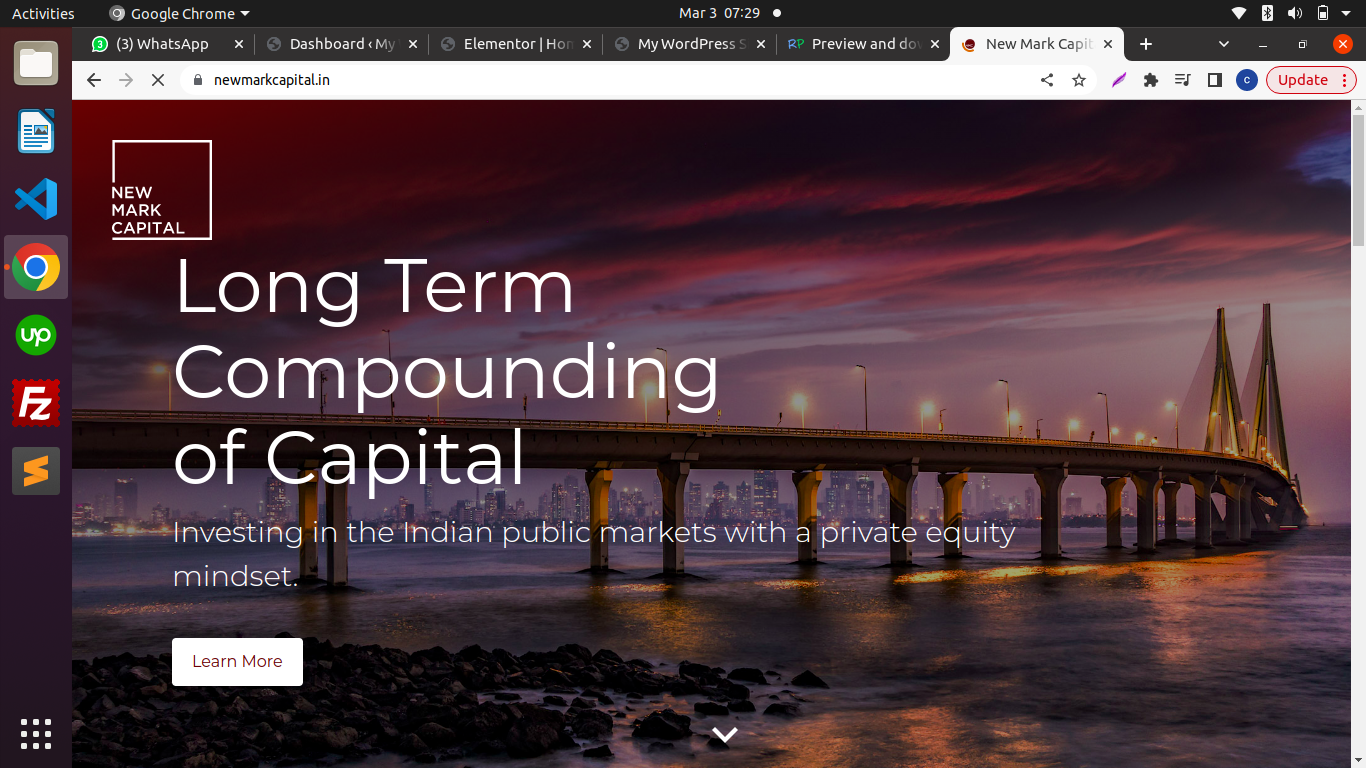 Activities
Google Chrome
Mar 3 07:29
(3) WhatsApp
Dashboard ‹ My
Elementor | Hon
My WordPress S
Preview and dov
New Mark Capit
newmarkcapital.in
c
Update
NEW
MARK
CAPITAL
Long Term
Compounding
of Capital
Investing in the Indian public markets with a private equity
mindset.
Learn More
up
FZ